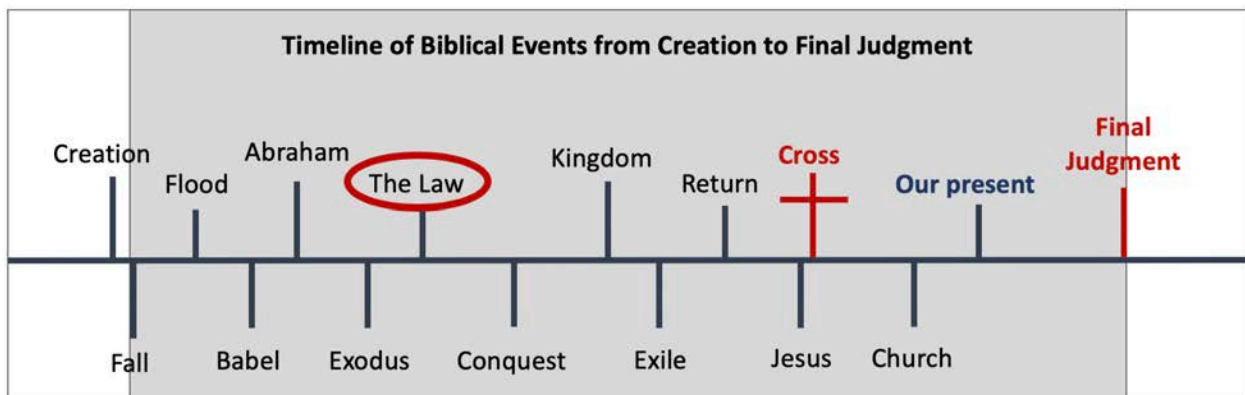 Timeline of Biblical Events from Creation to Final Judgment
Creation
Flood
Abraham
The Law
Kingdom
Return
Cross
Our present
Final
Judgment
Fall
Babel
Exodus
Conquest
Exile
Jesus
Church